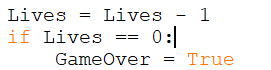 Lives = Lives - 1
if Lives == 0:
    GameOver = True